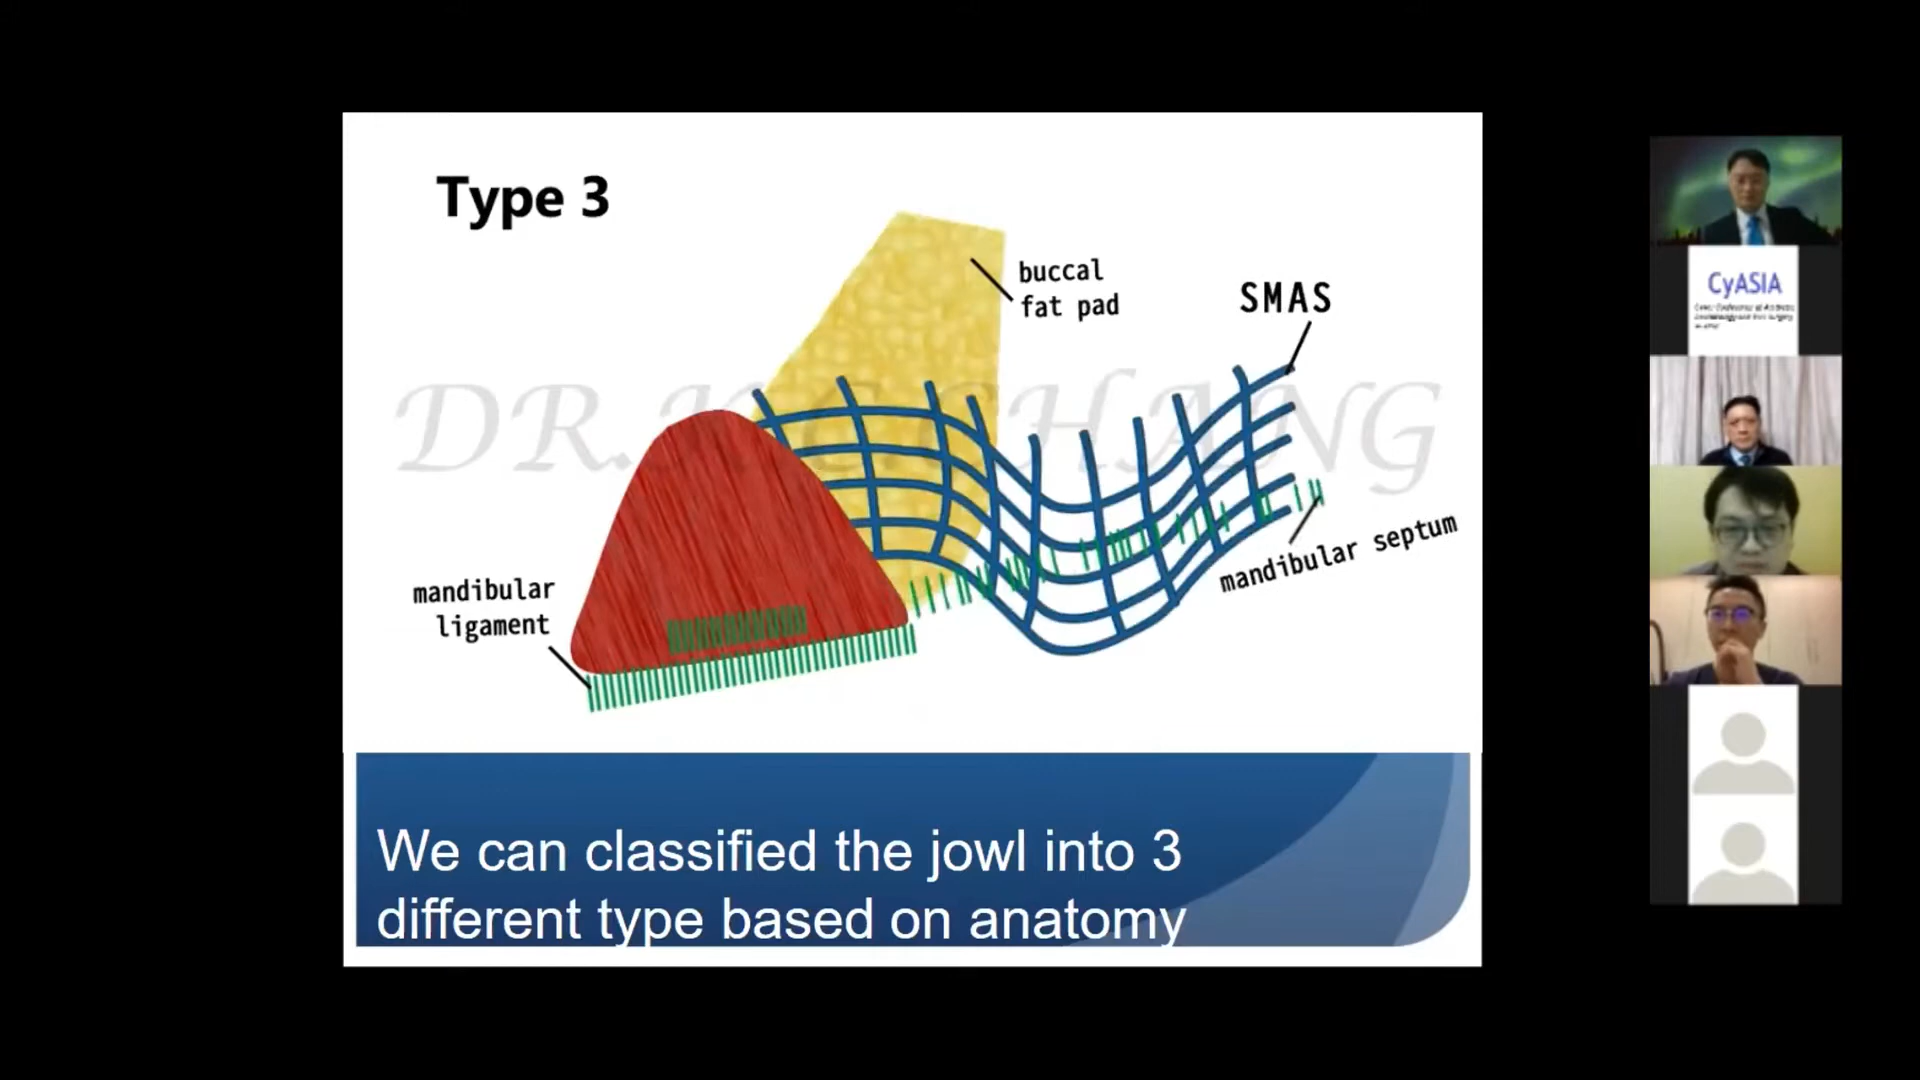 Type 3
buccal
fat pad
SMAS
mandibular septum
mandibular
ligament
We can classified the jowl into 3
different type based on anatomy
CyASIA